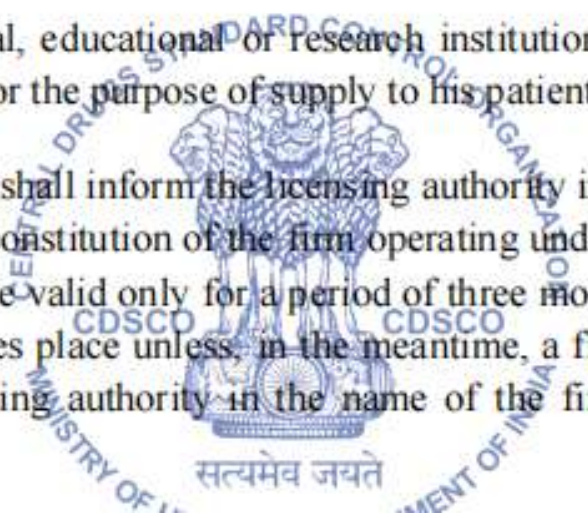 al, educational or research institution
or the purpose of supply to his patient
shall inform the licensing authority i
onstitution of the firm operating und
e valid only for a period of three mo
es place unless, in the meantime, a f
ing authority in the name of the fi
CENTRAL DRUGS STANDARD CONTROL ORGANIZATION
CDSCO CDSCO
सत्यमेव जयते
MINISTRY OF
MENT OF INDIA